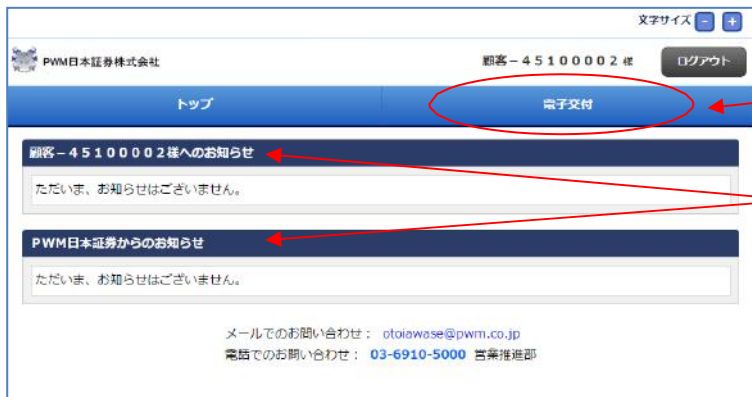 文字サイズ - +
PWM日本証券株式会社 顧客－４５１０００２様 ログアウト
トップ 電子交付
顧客－４５１００００２様へのお知らせ
ただいま、お知らせはございません。
ＰＷＭ日本証券からのお知らせ
ただいま、お知らせはございません。
メールでのお問い合わせ： otoiawase@pwm.co.jp
電話でのお問い合わせ： 03-6910-5000 営業推進部